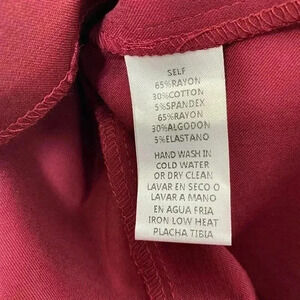 SELF
65%RAYON
30%COTTON
5%SPANDEX
65%RAYON
30%ALGODON
5%ELASTANO
HAND WASH IN
COLD WATER
OR DRY CLEAN
LAVAR EN SECO O
LAVAR A MANO
EN AGUA FRIA
IRON LOW HEAT
PLACHA TIBIA